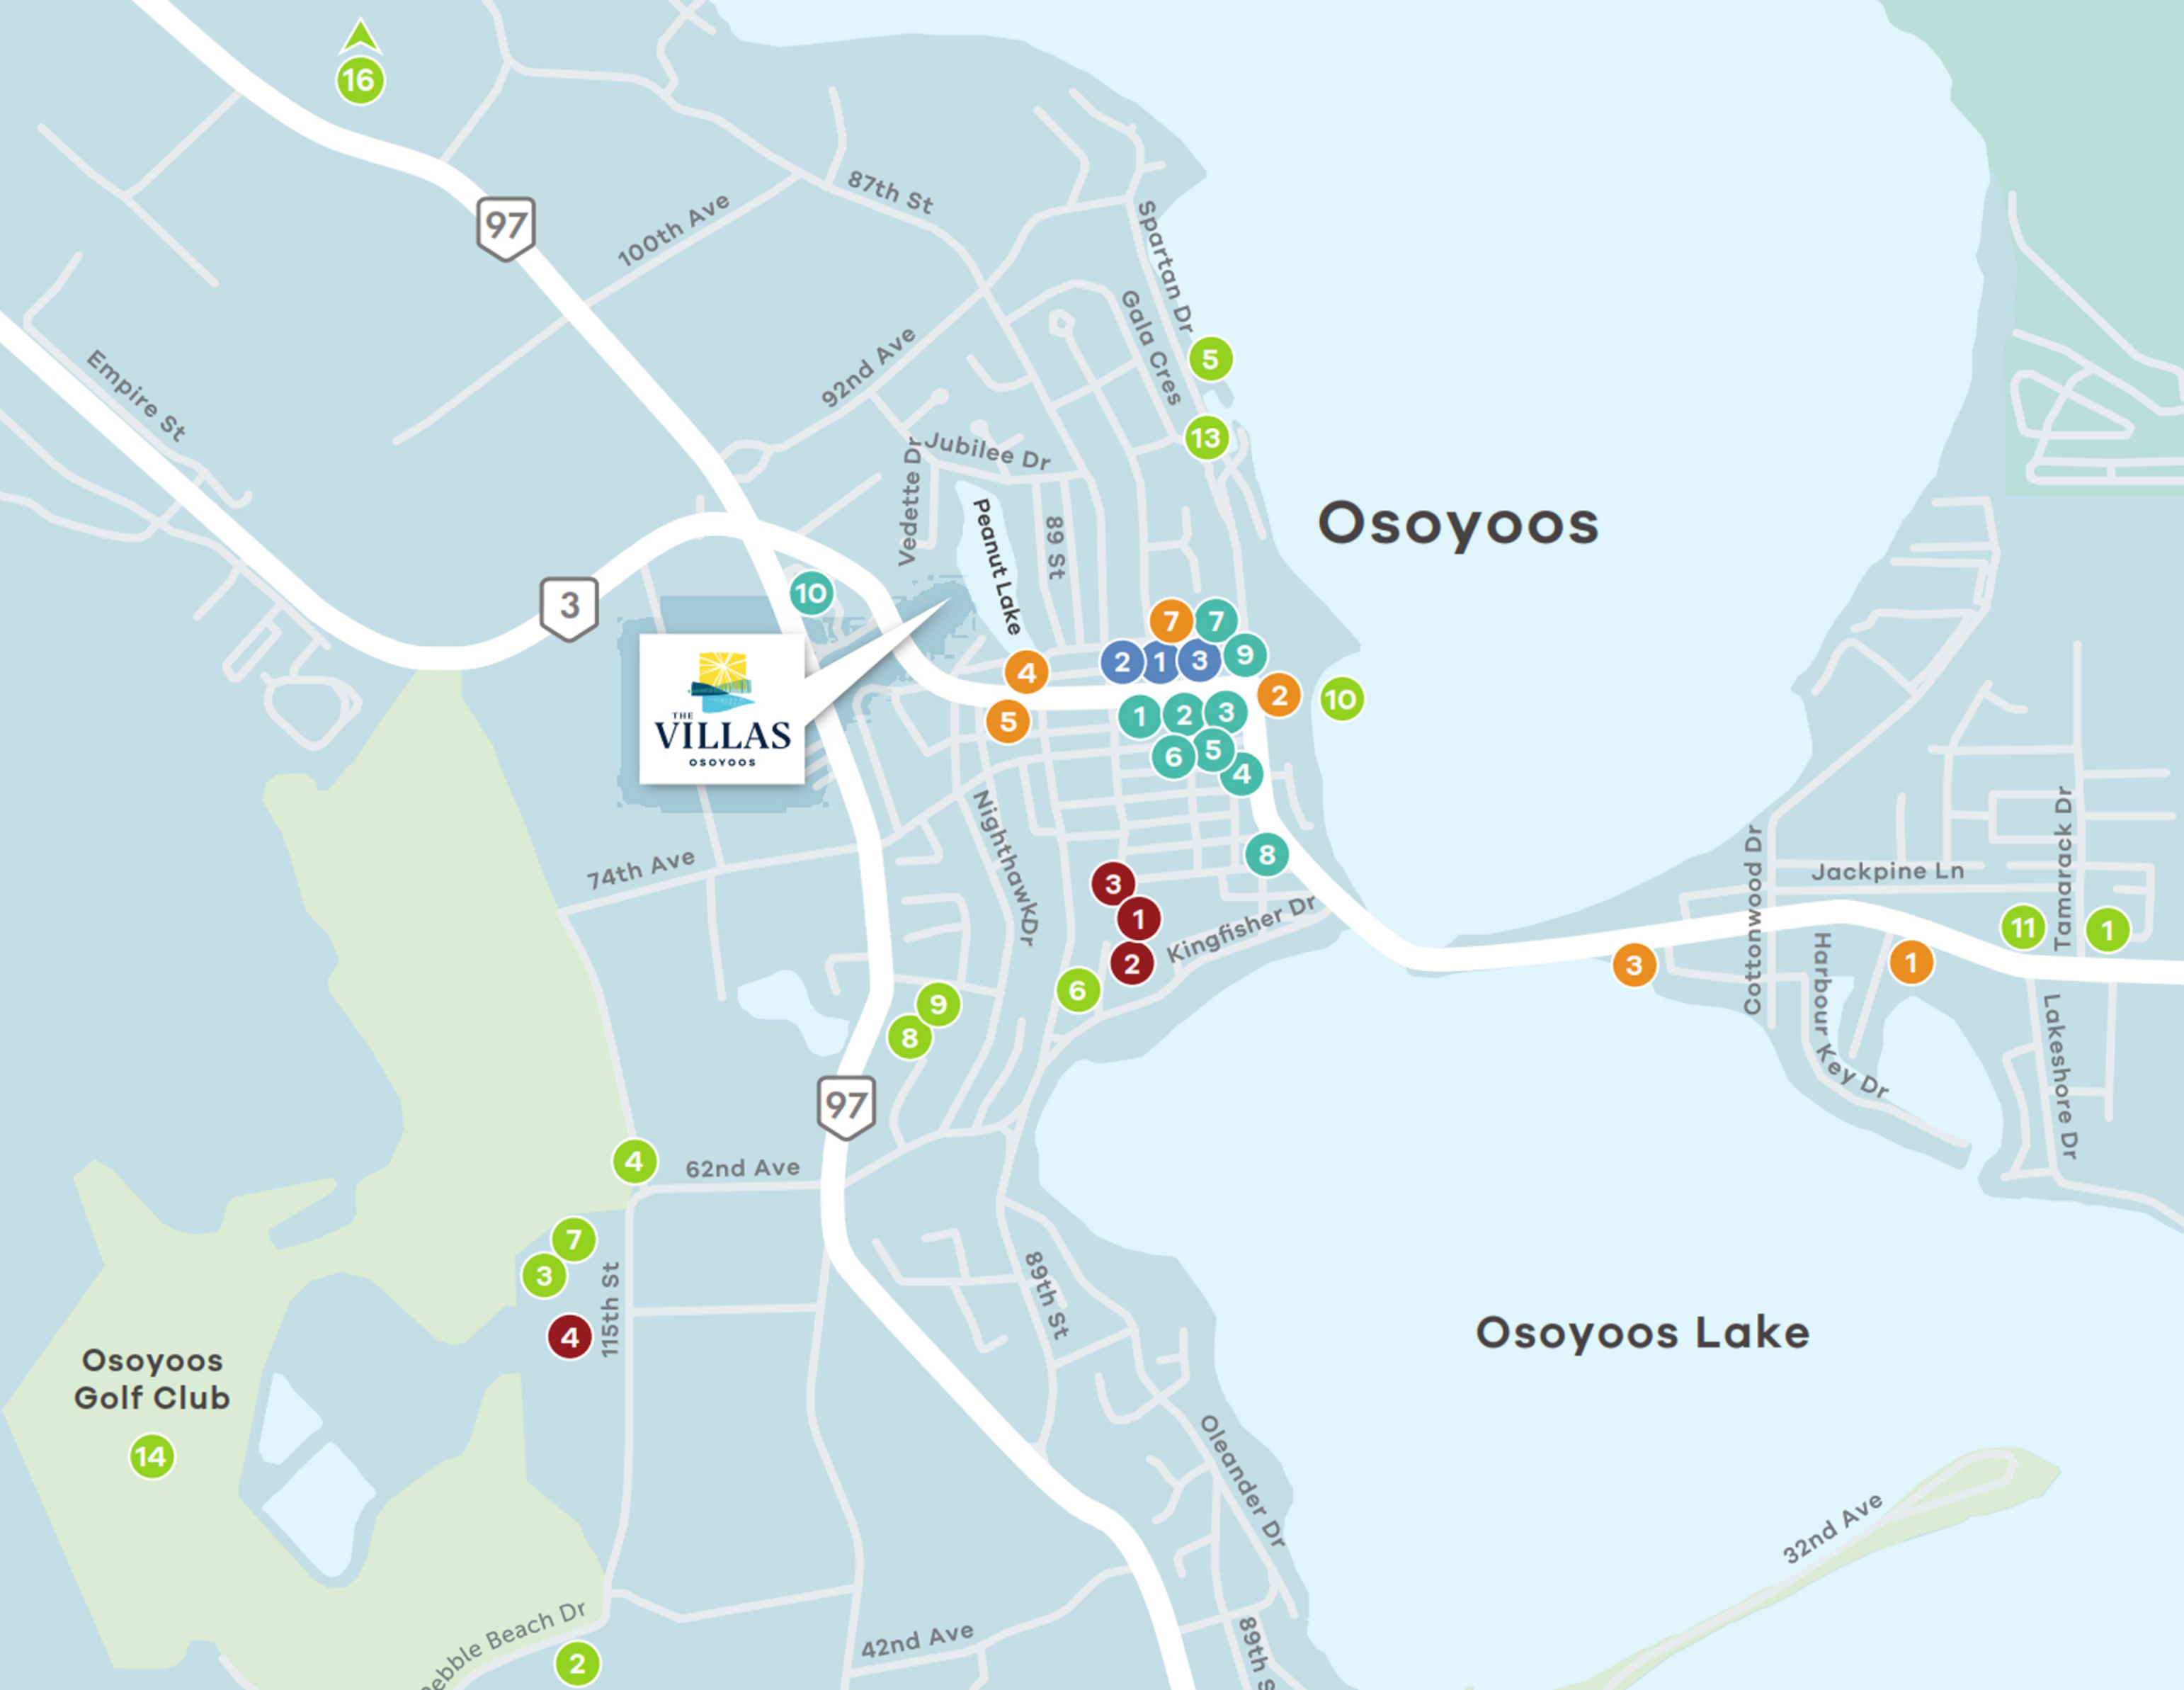 16
97
87th St
100th Ave
Spartan Dr
Gala Cres
Empire St
92nd Ave
5
13
Jubilee Dr
Vedette Dr
Peanut Lake
89 St
Osoyoos
3
10
7
7
2
1
3
9
4
2
10
5
1
2
3
6
5
4
THE
VILLAS
OSOYOOS
Nighthawk Dr
74th Ave
8
3
1
2
Kingfisher Dr
6
9
8
Cottonwood Dr
Jackpine Ln
Tamarack Dr
11
1
3
1
Harbour Key Dr
Lakeshore Dr
97
4
62nd Ave
7
3
4
115th St
89th St
Osoyoos Lake
Osoyoos
Golf Club
14
Oleander Dr
32nd Ave
ebble Beach Dr
2
42nd Ave
89th S